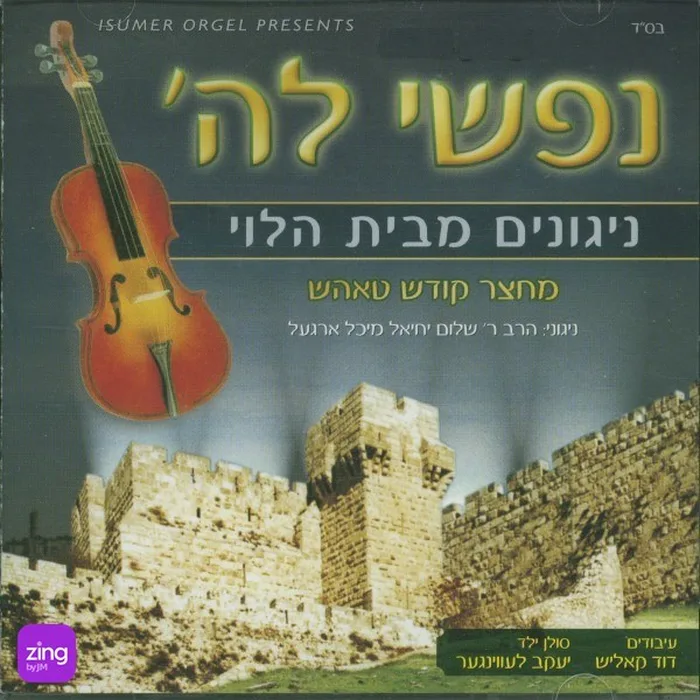 ISUMER ORGEL PRESENTS
בס"ד
נפשי לה'
ניגונים מבית הלוי
מחצר קודש טאהש
ניגוני: הרב ר' שלום יחיאל מיכל ארגעל
עיבודים
דוד קאליש
סולן ילד
יעקב לעווינגער
zing
by JM